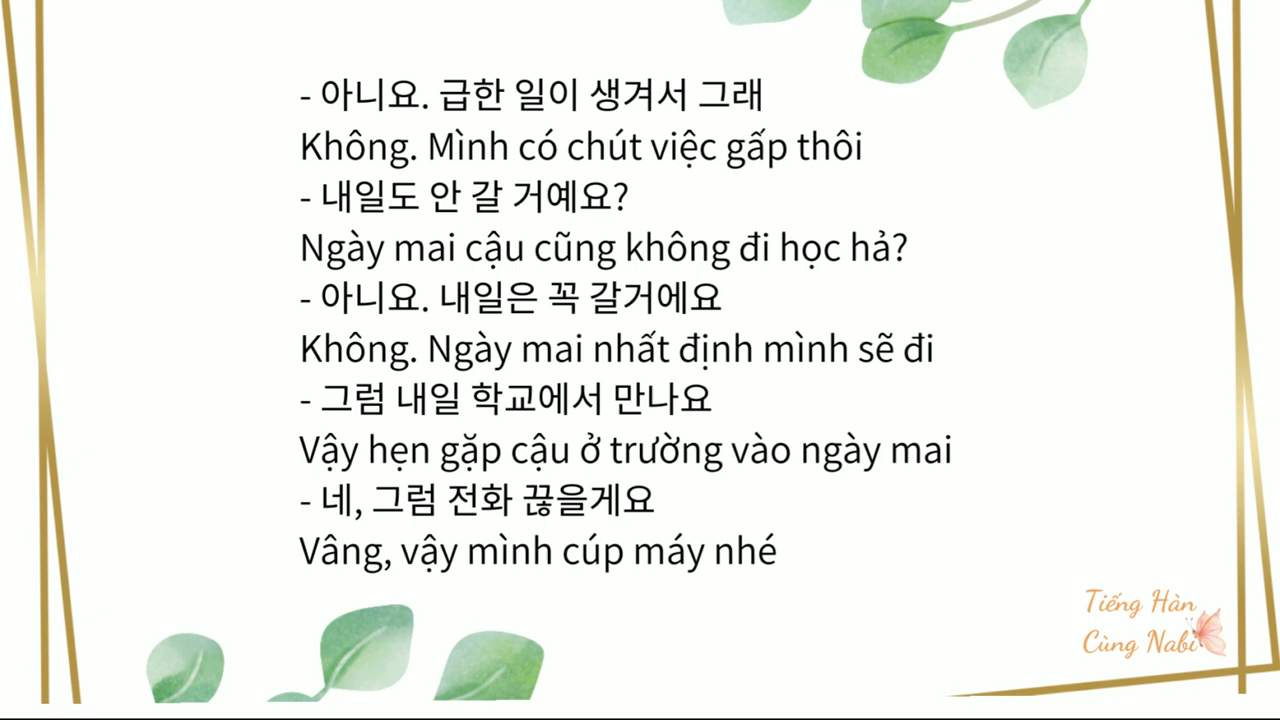 - 아니요. 급한 일이 생겨서 그래
Không. Mình có chút việc gấp thôi
- 내일도 안 갈 거예요?
Ngày mai cậu cũng không đi học hả?
- 아니요. 내일은 꼭 갈거에요
Không. Ngày mai nhất định mình sẽ đi
- 그럼 내일 학교에서 만나요
Vậy hẹn gặp cậu ở trường vào ngày mai
- 네, 그럼 전화 끊을게요
Vâng, vậy mình cúp máy nhé
Tiếng Hàn
Cùng Nabi